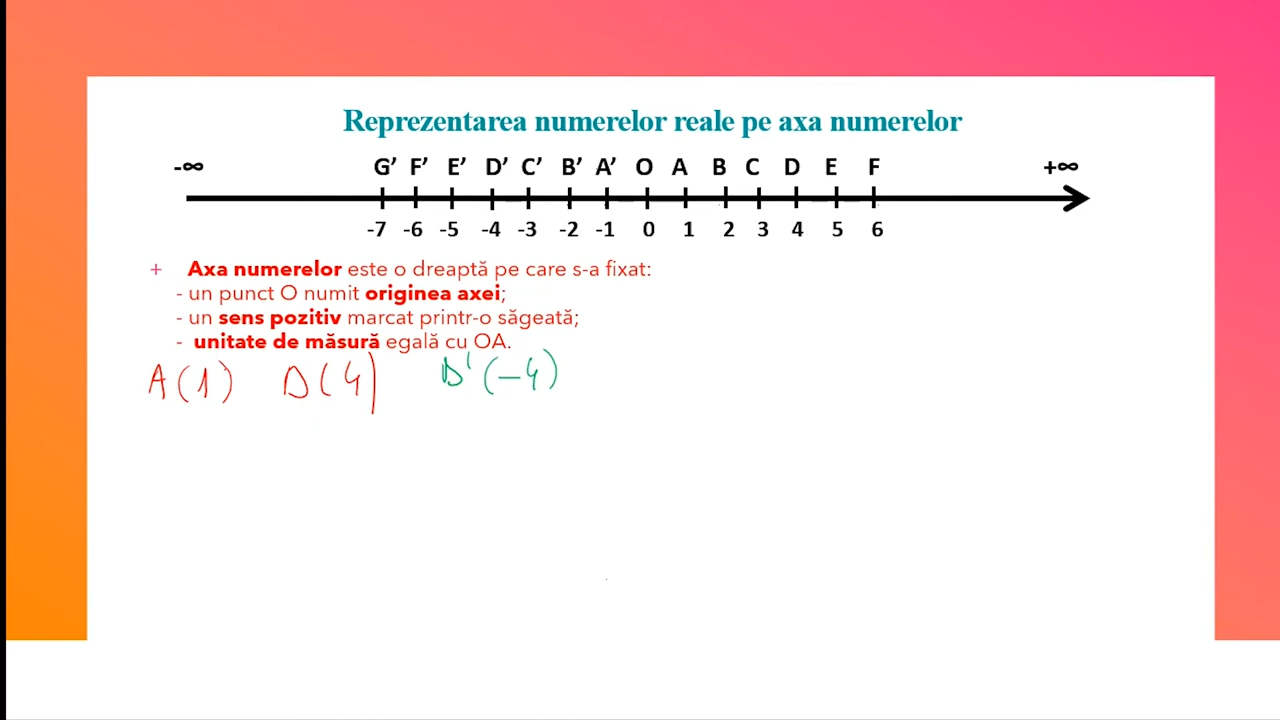 Reprezentarea numerelor reale pe axa numerelor
-∞ G’ F’ E’ D’ C’ B’ A’ O A B C D E F +∞
-7 -6 -5 -4 -3 -2 -1 0 1 2 3 4 5 6
+ Axa numerelor este o dreaptă pe care s-a fixat:
- un punct O numit originea axei;
- un sens pozitiv marcat printr-o săgeată;
- unitate de măsură egală cu OA.
A(1) D(4) D'(-4)